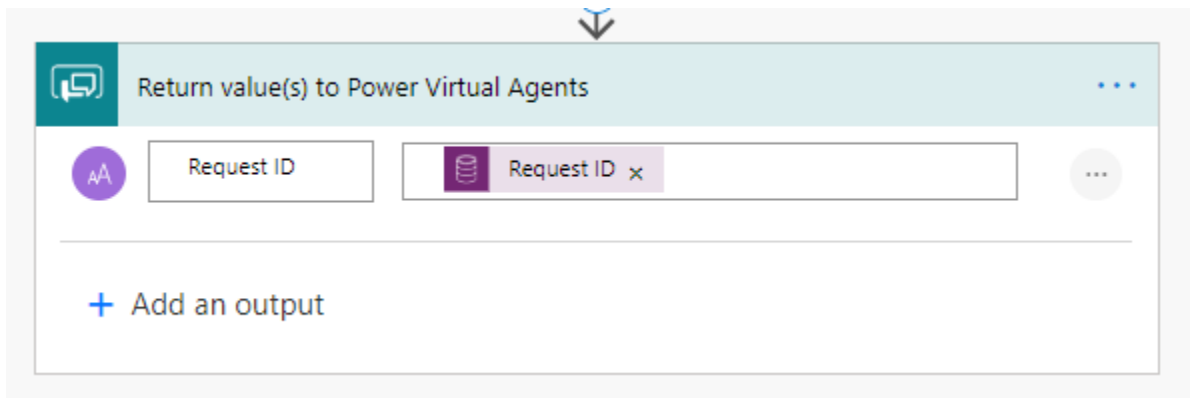 Return value(s) to Power Virtual Agents
AA Request ID Request ID ×
+ Add an output